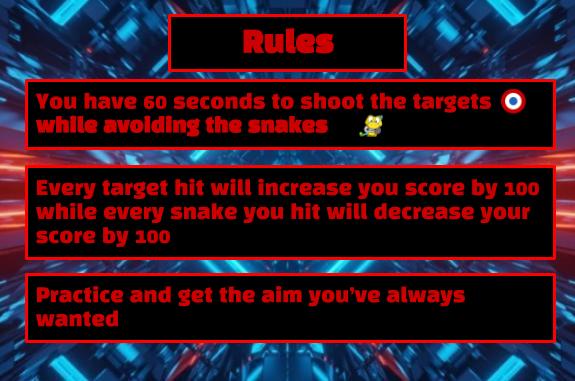 Rules
You have 60 seconds to shoot the targets
while avoiding the snakes
Every target hit will increase you score by 100
while every snake you hit will decrease your
score by 100
Practice and get the aim you've always
wanted